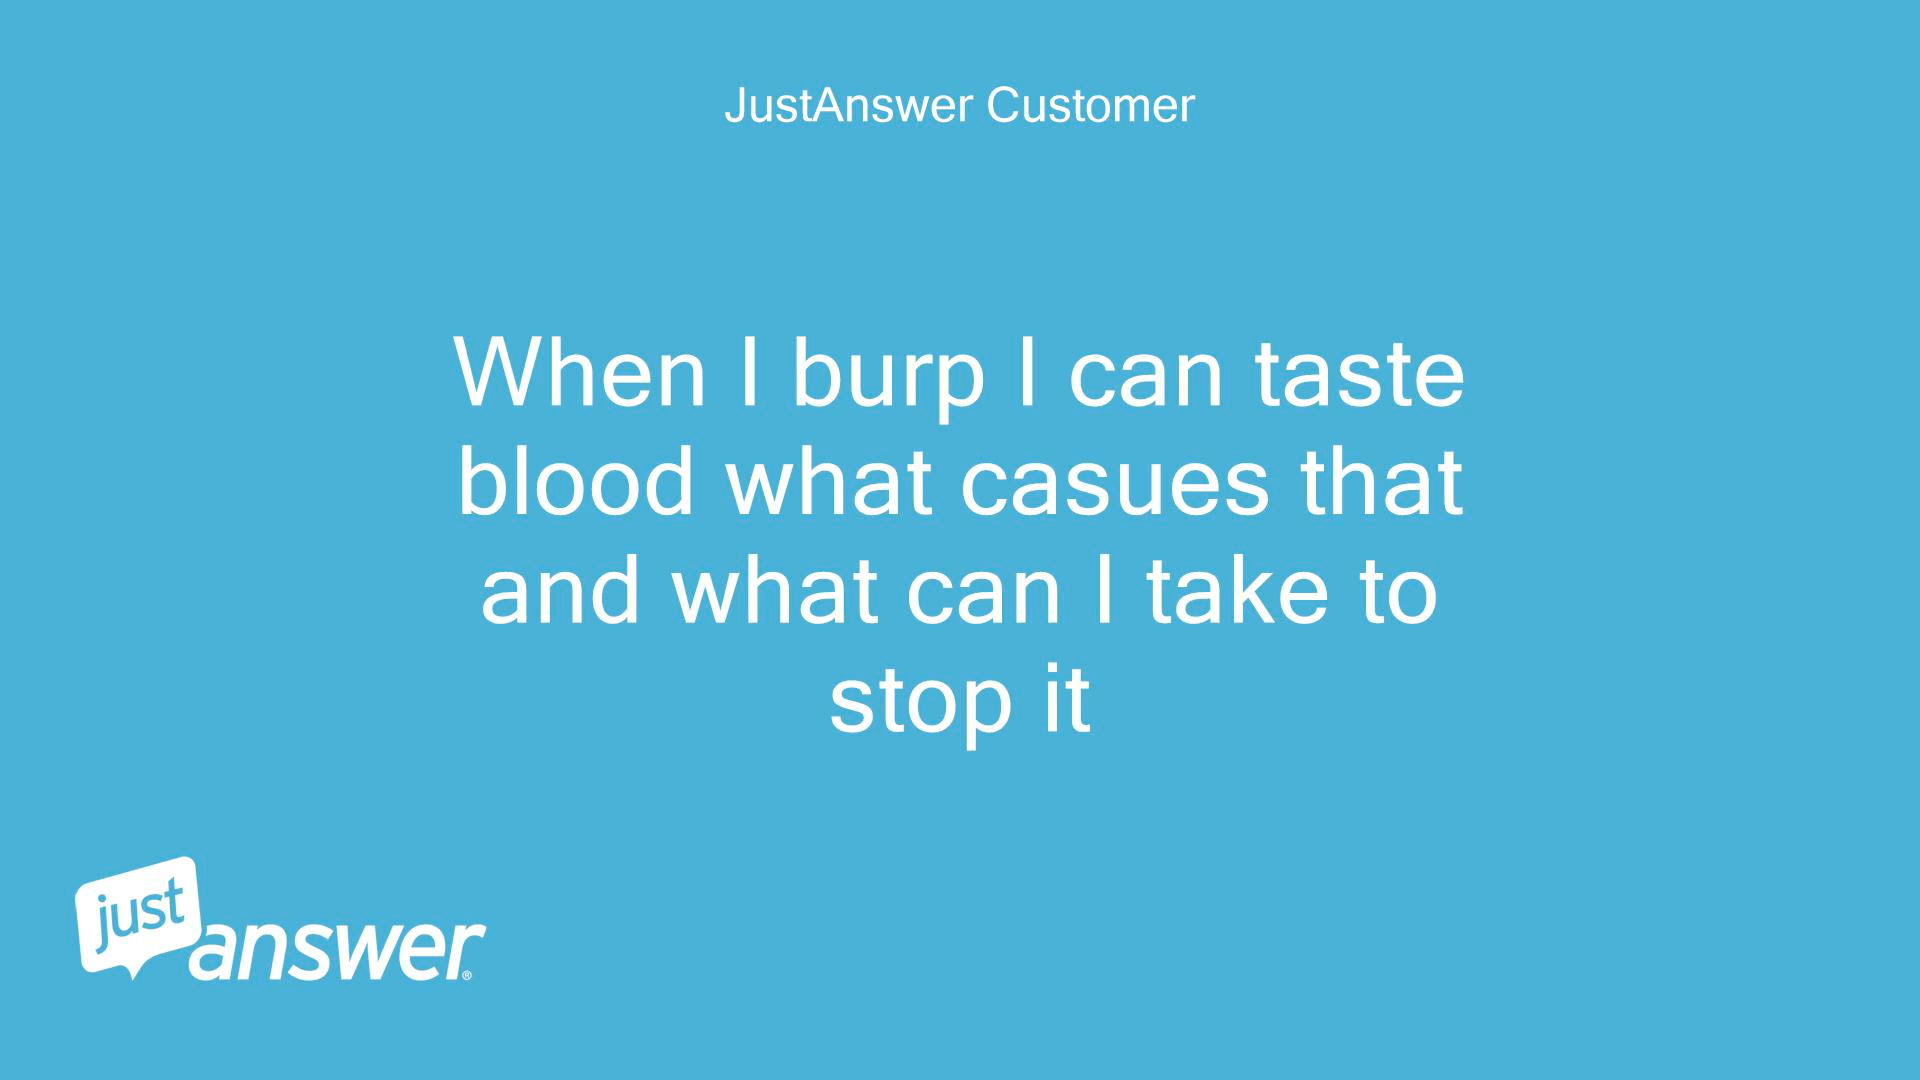 JustAnswer Customer
When I burp I can taste
blood what casues that
and what can I take to
stop it
just
answer®